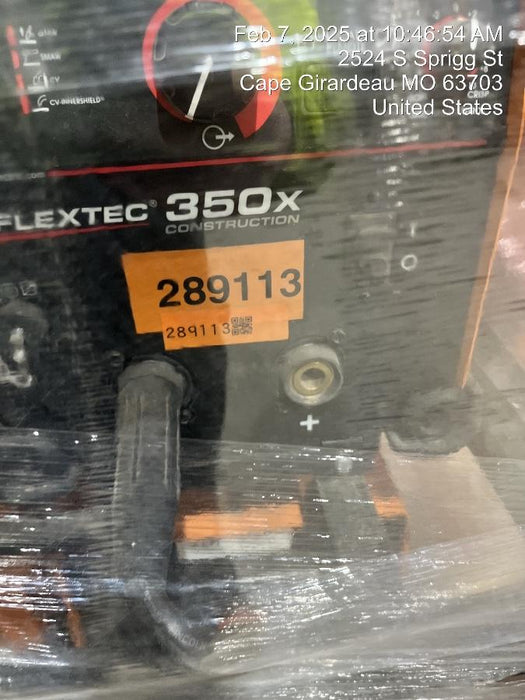 Feb 7, 2025 at 10:46:54 AM
2524 S Sprigg St
Cape Girardeau MO 63703
United States
SMAW
CV
CV-INNERSHIELD®
FLEXTEC® 350X
CONSTRUCTION
I
O
289113
289113
+